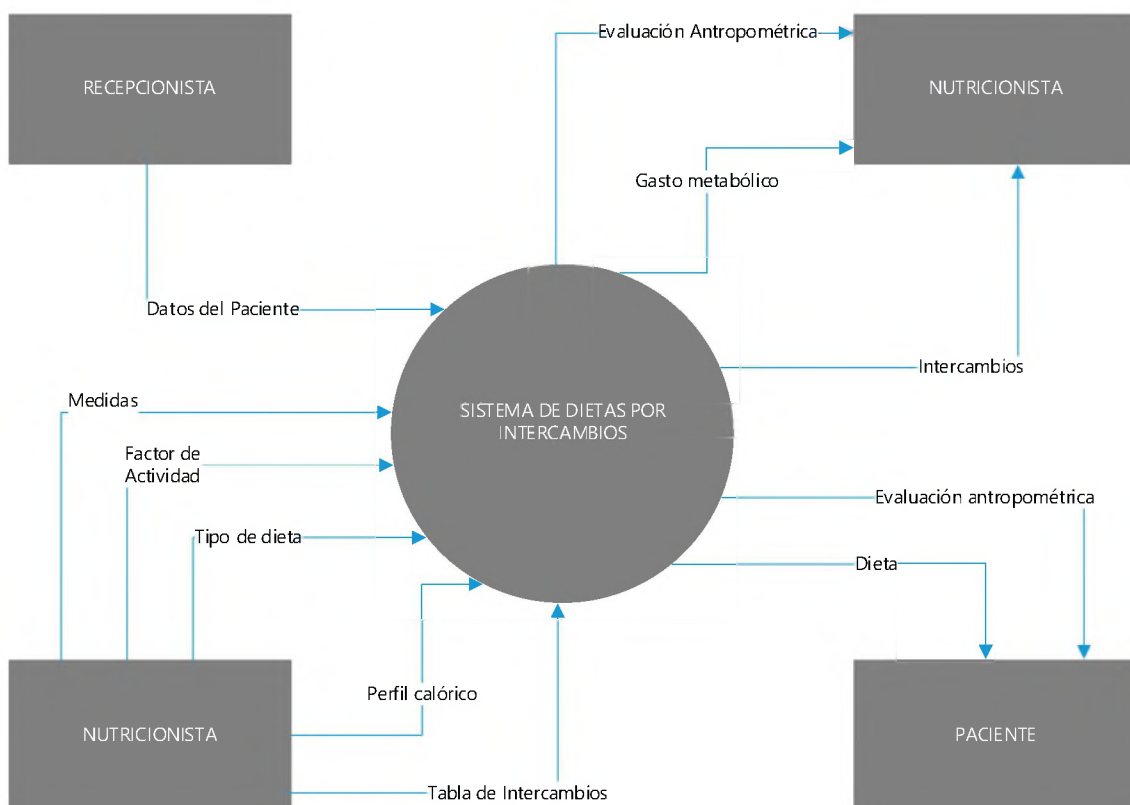 Evaluación Antropométrica
RECEPCIONISTA
NUTRICIONISTA
Gasto metabólico
Datos del Paciente
Intercambios
Medidas
SISTEMA DE DIETAS POR
INTERCAMBIOS
Factor de
Actividad
Evaluación antropométrica
Tipo de dieta
Dieta
Perfil calórico
NUTRICIONISTA
PACIENTE
Tabla de Intercambios